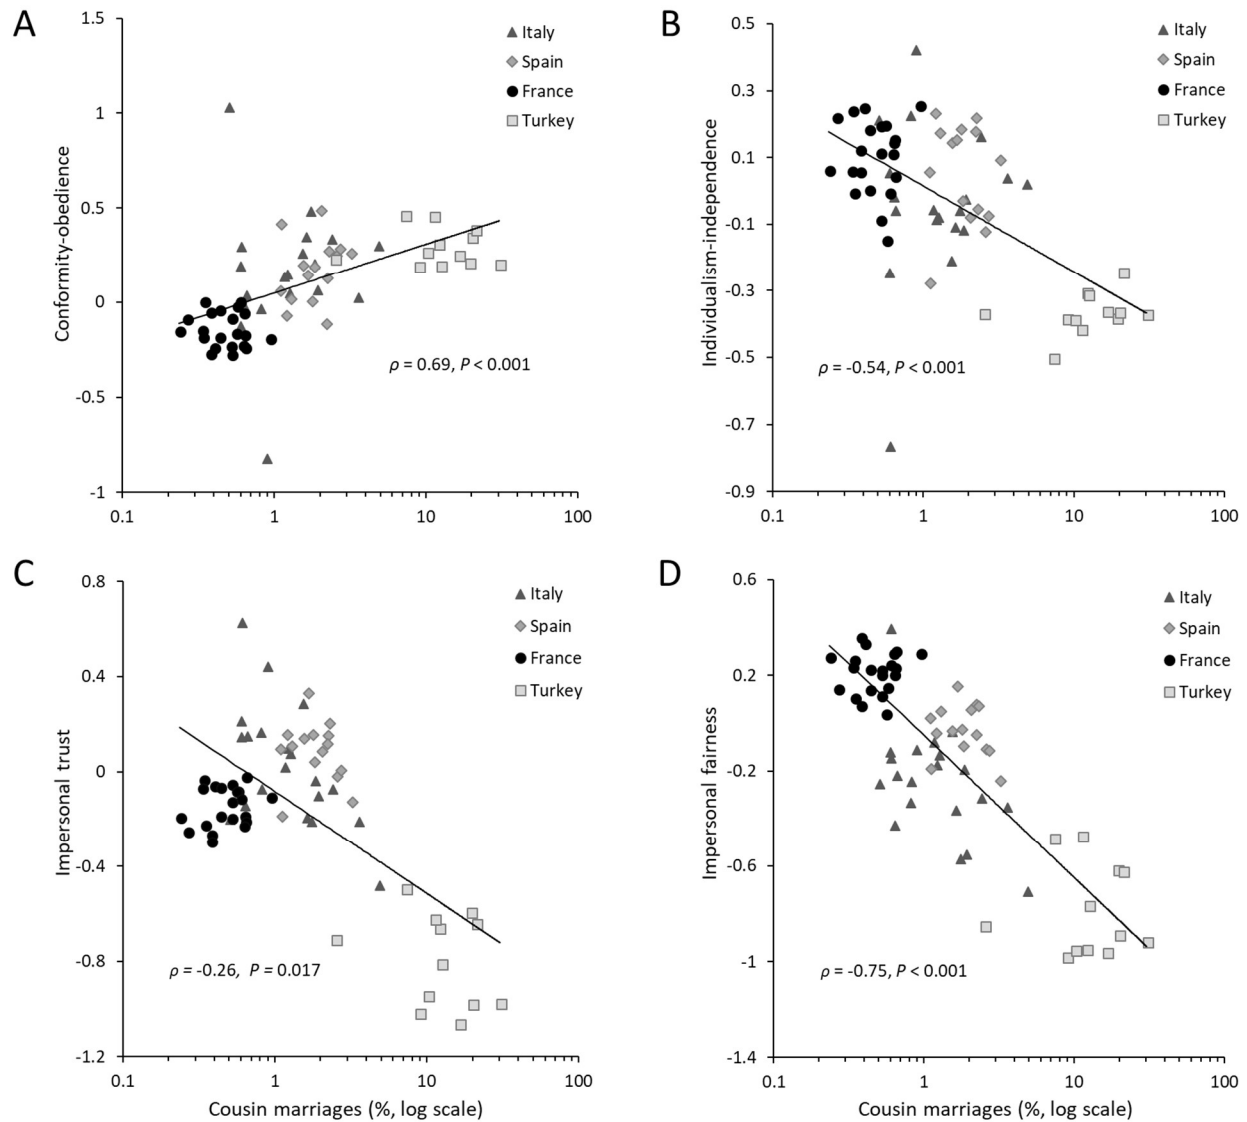 A
1.5
1
0.5
0
-0.5
-1
Conformity-obedience
Italy
Spain
France
Turkey
ρ = 0.69, P < 0.001
0.1 1 10 100
B
0.5
0.3
0.1
-0.1
-0.3
-0.5
-0.7
-0.9
Individualism-independence
Italy
Spain
France
Turkey
ρ = -0.54, P < 0.001
0.1 1 10 100
C
0.8
0.4
0
-0.4
-0.8
-1.2
Impersonal trust
Italy
Spain
France
Turkey
ρ = -0.26, P = 0.017
0.1 1 10 100
Cousin marriages (%, log scale)
D
0.6
0.2
-0.2
-0.6
-1
-1.4
Impersonal fairness
Italy
Spain
France
Turkey
ρ = -0.75, P < 0.001
0.1 1 10 100
Cousin marriages (%, log scale)